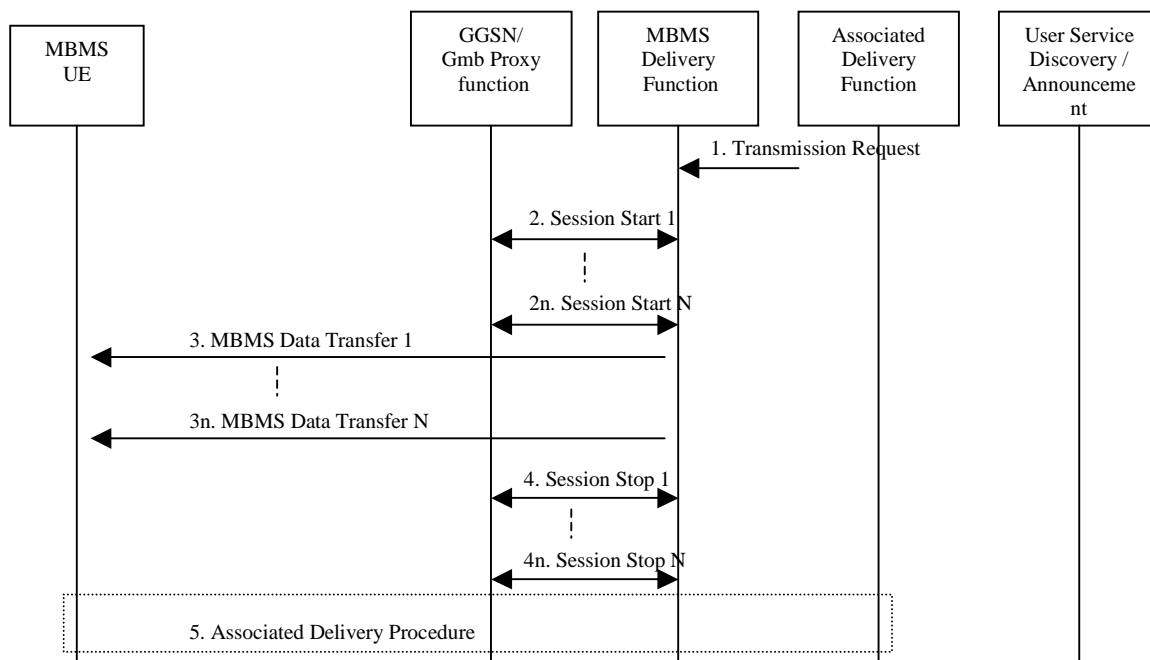 MBMS
UE
GGSN/
Gmb Proxy
function
MBMS
Delivery
Function
Associated
Delivery
Function
User Service
Discovery /
Announceme
nt
1. Transmission Request
2. Session Start 1
2n. Session Start N
3. MBMS Data Transfer 1
3n. MBMS Data Transfer N
4. Session Stop 1
4n. Session Stop N
5. Associated Delivery Procedure